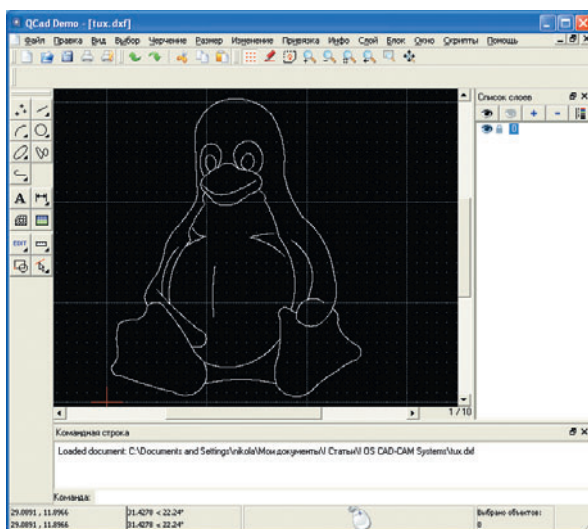 QCad Demo - [tux.dxf]
Файл Правка Вид Выбор Черчение Размер Изменение Привязка Инфо Слой Блок Окно Скрипты Помощь
Список слоев
0
A
EDIT
1 / 10
Командная строка
Loaded document: C:\Documents and Settings\nikola\Мои документы\! Статьи\! OS CAD-CAM Systems\tux.dxf
Команда:
29.0891 , 11.8966 31.4278 < 22.24° Выбрано объектов:
29.0891 , 11.8966 31.4278 < 22.24° 0